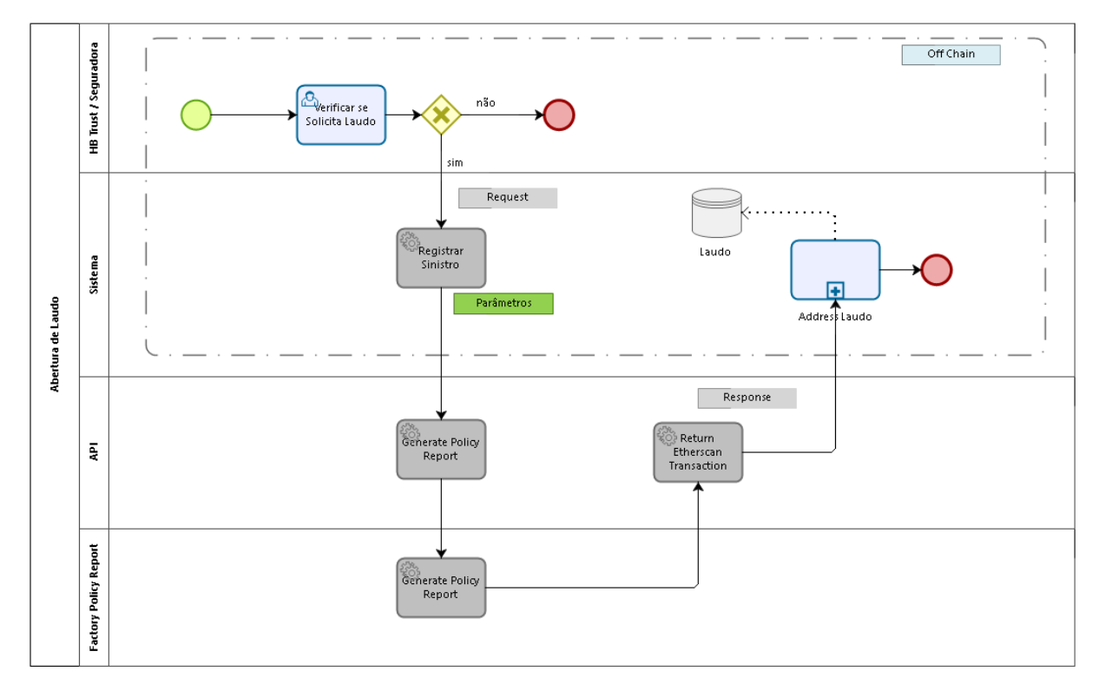 Abertura de Laudo
HB Trust / Seguradora
Off Chain
Verificar se
Solicita Laudo
não
sim
Sistema
Request
Registrar
Sinistro
Parâmetros
Laudo
Address Laudo
API
Response
Generate Policy
Report
Return
Etherscan
Transaction
Factory Policy Report
Generate Policy
Report